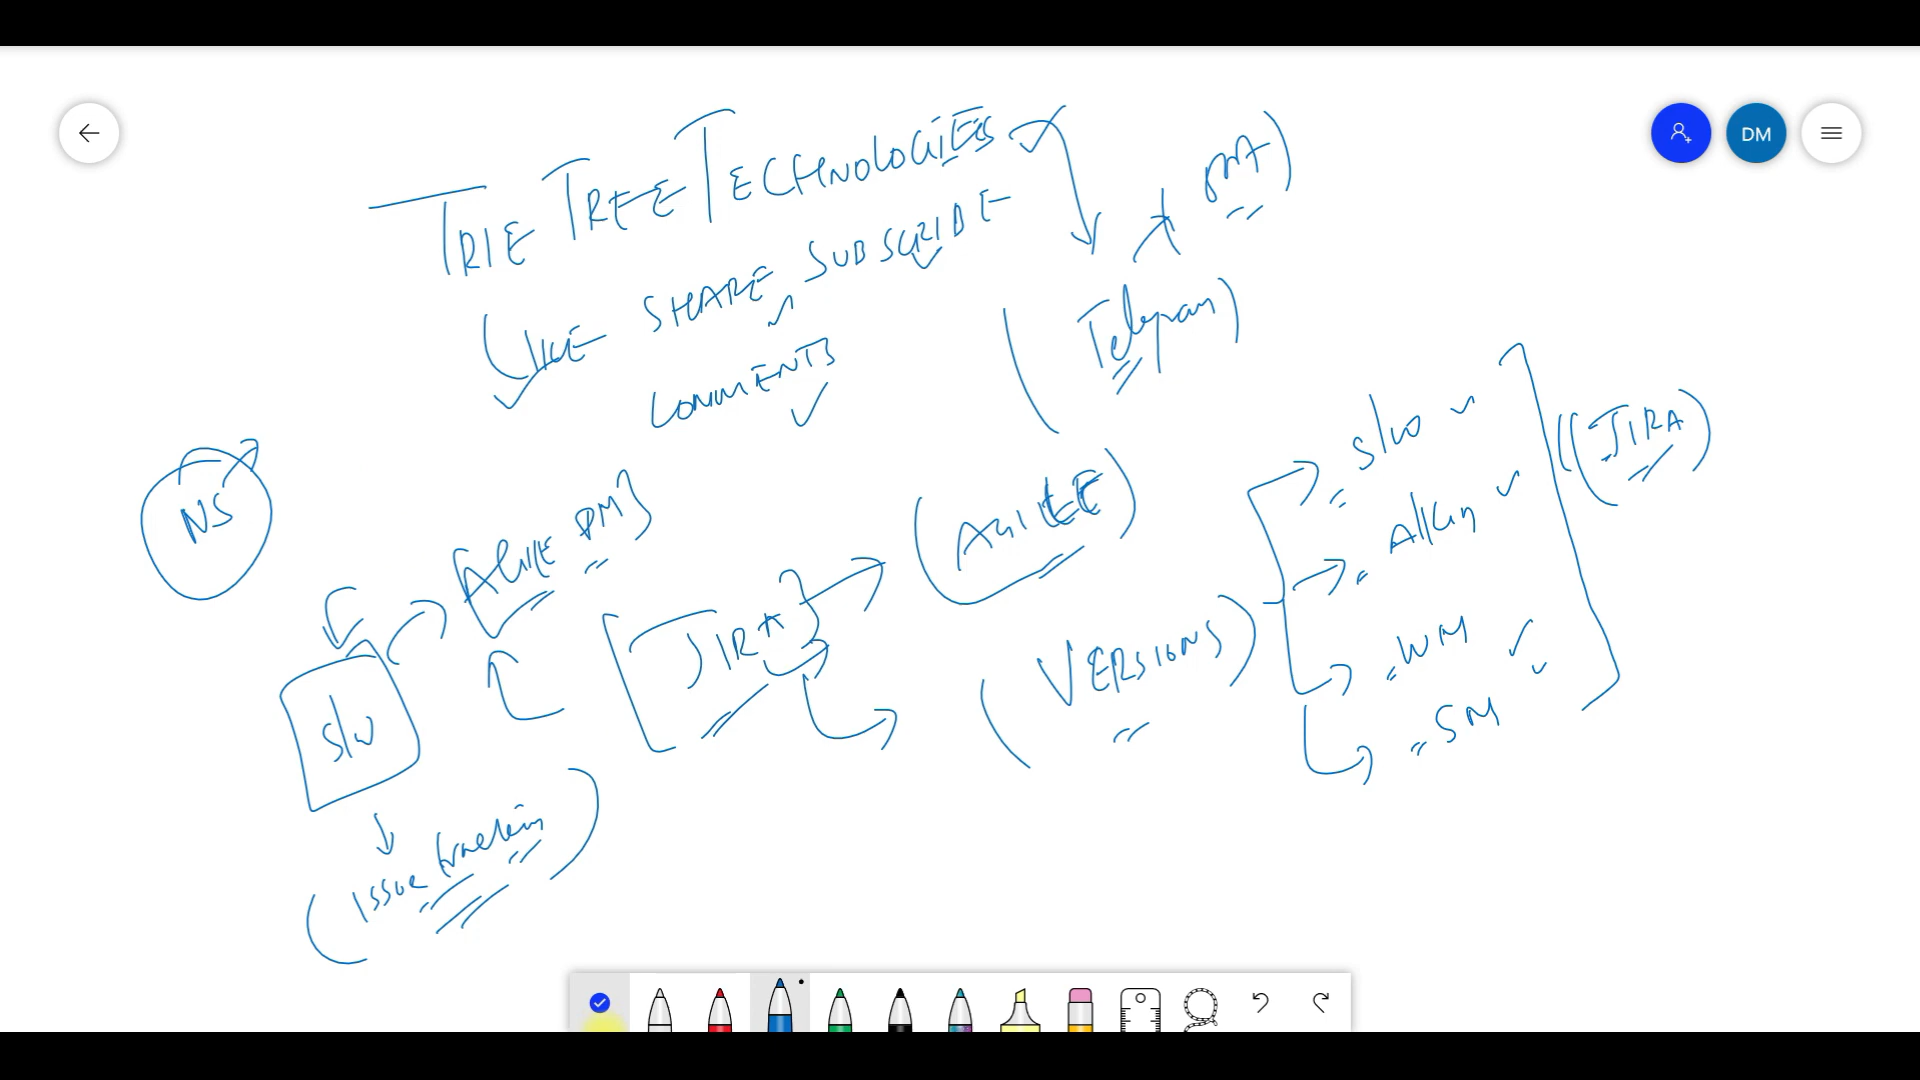 TRIE TREE TECHNOLOGIES
LIKE SHARE SUBSCRIBE
COMMENTS
Telegram
DM
NS
AGILE PM
JIRA
AGILE
s/w
issue tracking
VERSIONS
s/w
Align
WM
SM
JIRA